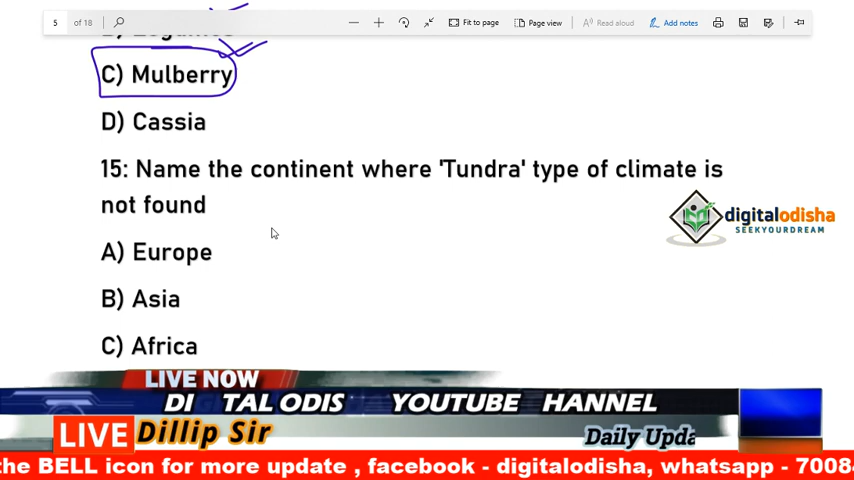 5 of 18 Fit to page Page view Read aloud Add notes
C) Mulberry
D) Cassia
15: Name the continent where 'Tundra' type of climate is
not found
digitalodisha
SEEKYOURDREAM
A) Europe
B) Asia
C) Africa
LIVE NOW
DI TAL ODIS YOUTUBE HANNEL
LIVE Dillip Sir
Daily Upda
the BELL icon for more update , facebook - digitalodisha, whatsapp - 7008